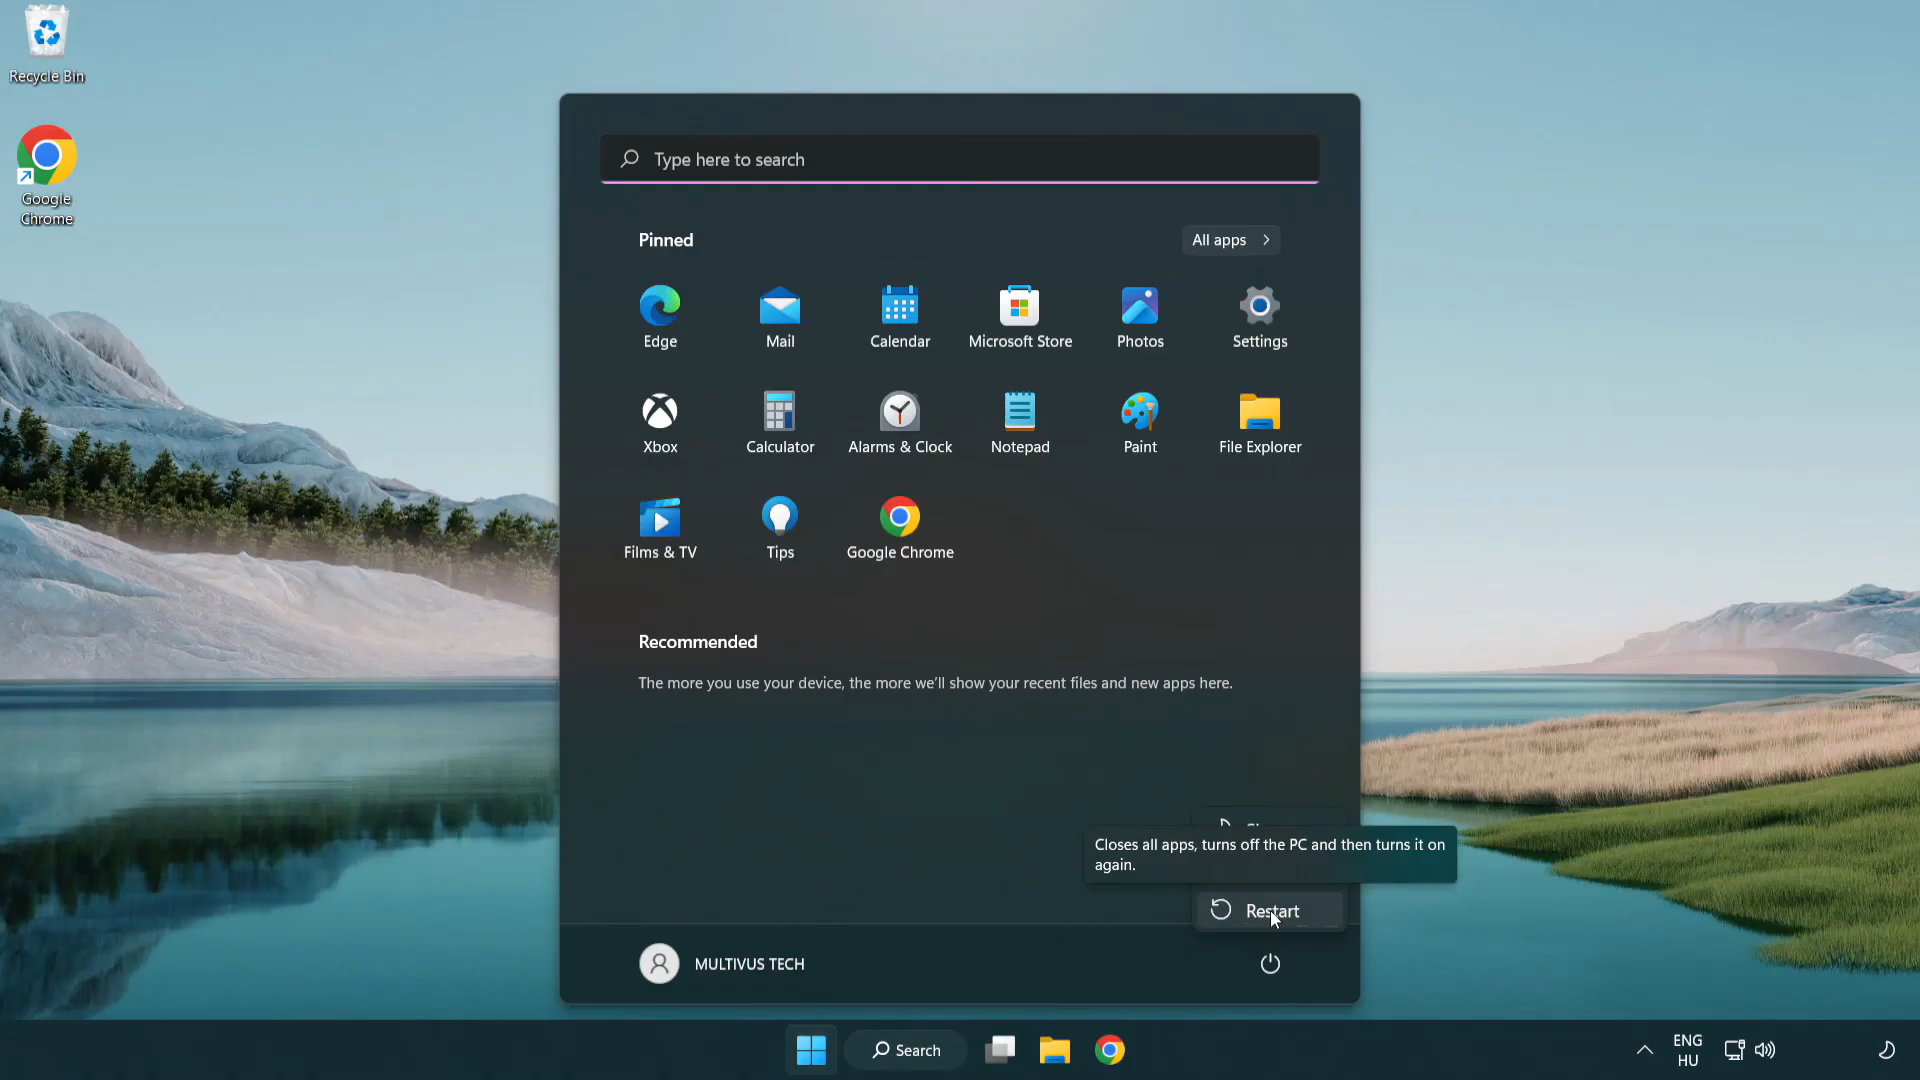 Recycle Bin
Google
Chrome
Type here to search
Pinned
All apps
Edge
Mail
Calendar
Microsoft Store
Photos
Settings
Xbox
Calculator
Alarms & Clock
Notepad
Paint
File Explorer
Films & TV
Tips
Google Chrome
Recommended
The more you use your device, the more we'll show your recent files and new apps here.
Closes all apps, turns off the PC and then turns it on
again.
Restart
MULTIVUS TECH
Search
ENG
HU